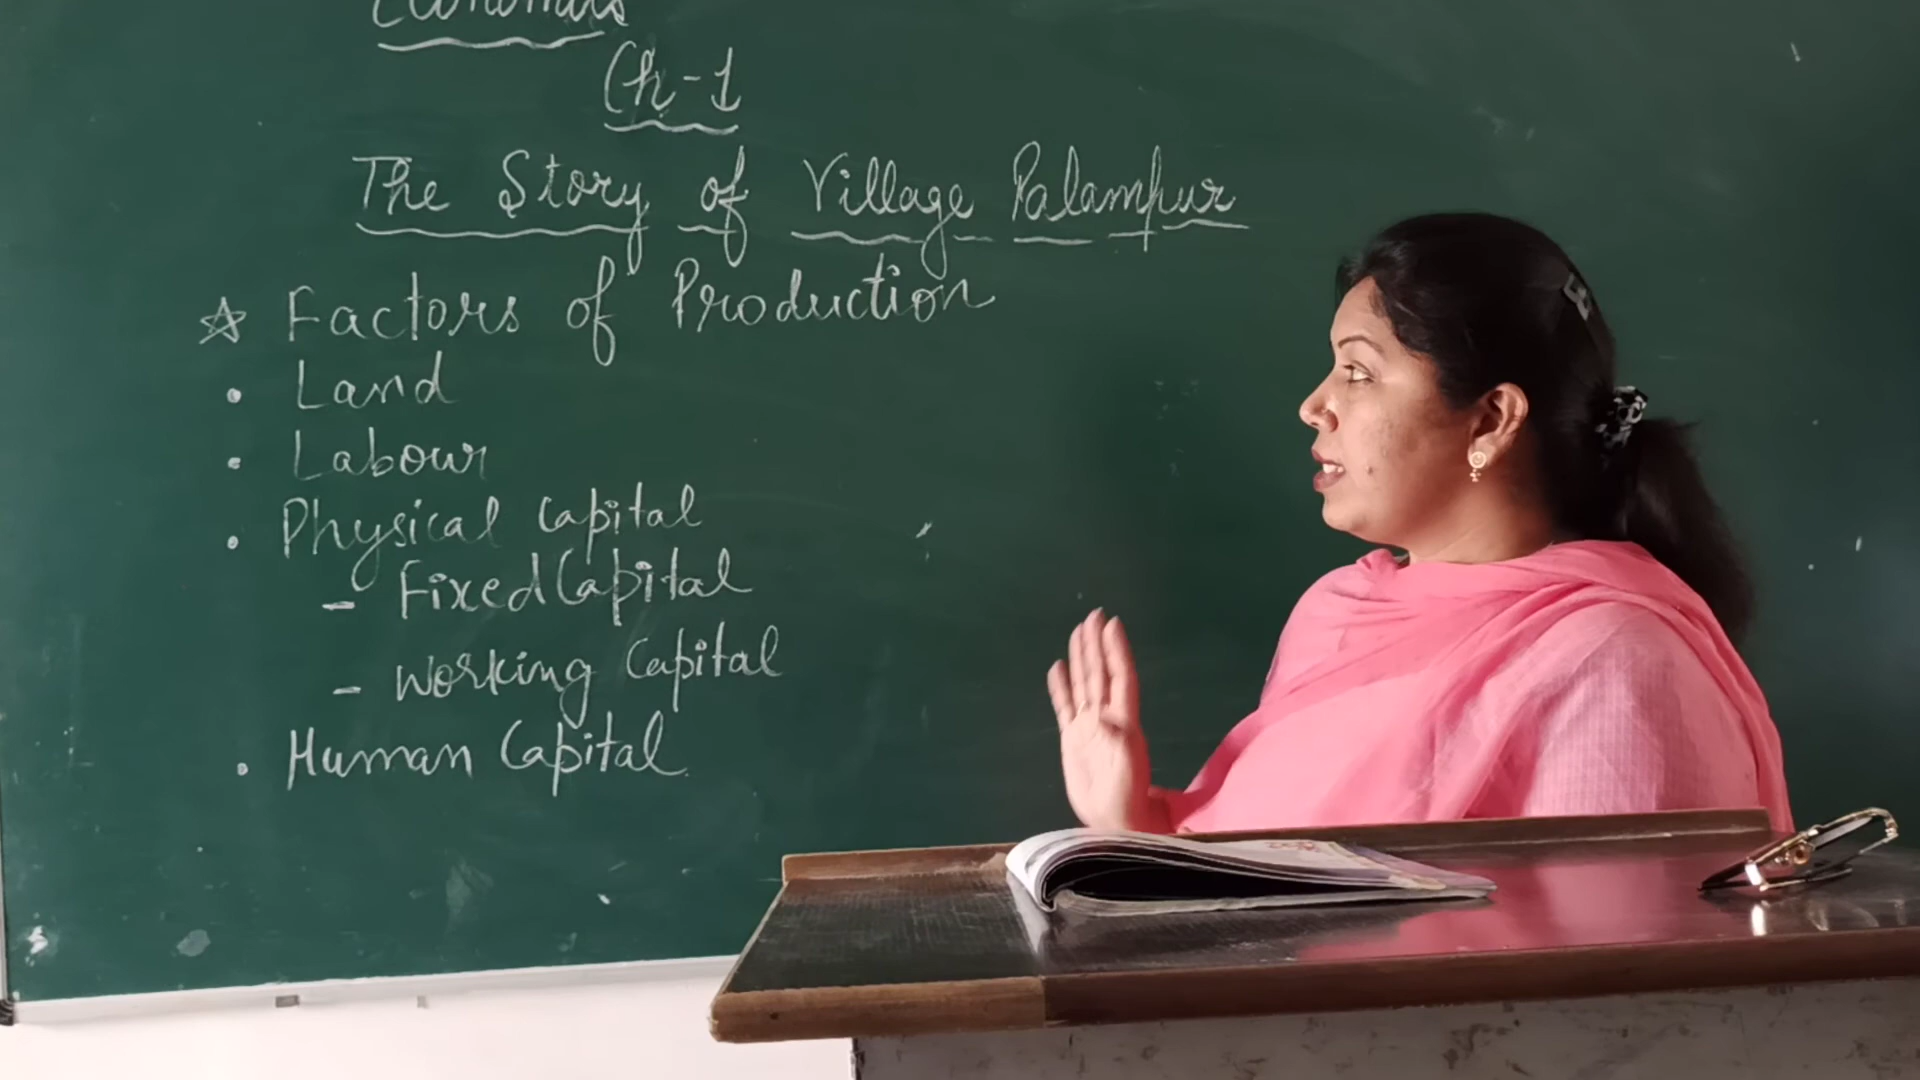 Economics
Ch-1
The Story of Village Palampur
☆ Factors of Production
• Land
• Labour
• Physical Capital
- Fixed Capital
- Working Capital
• Human Capital